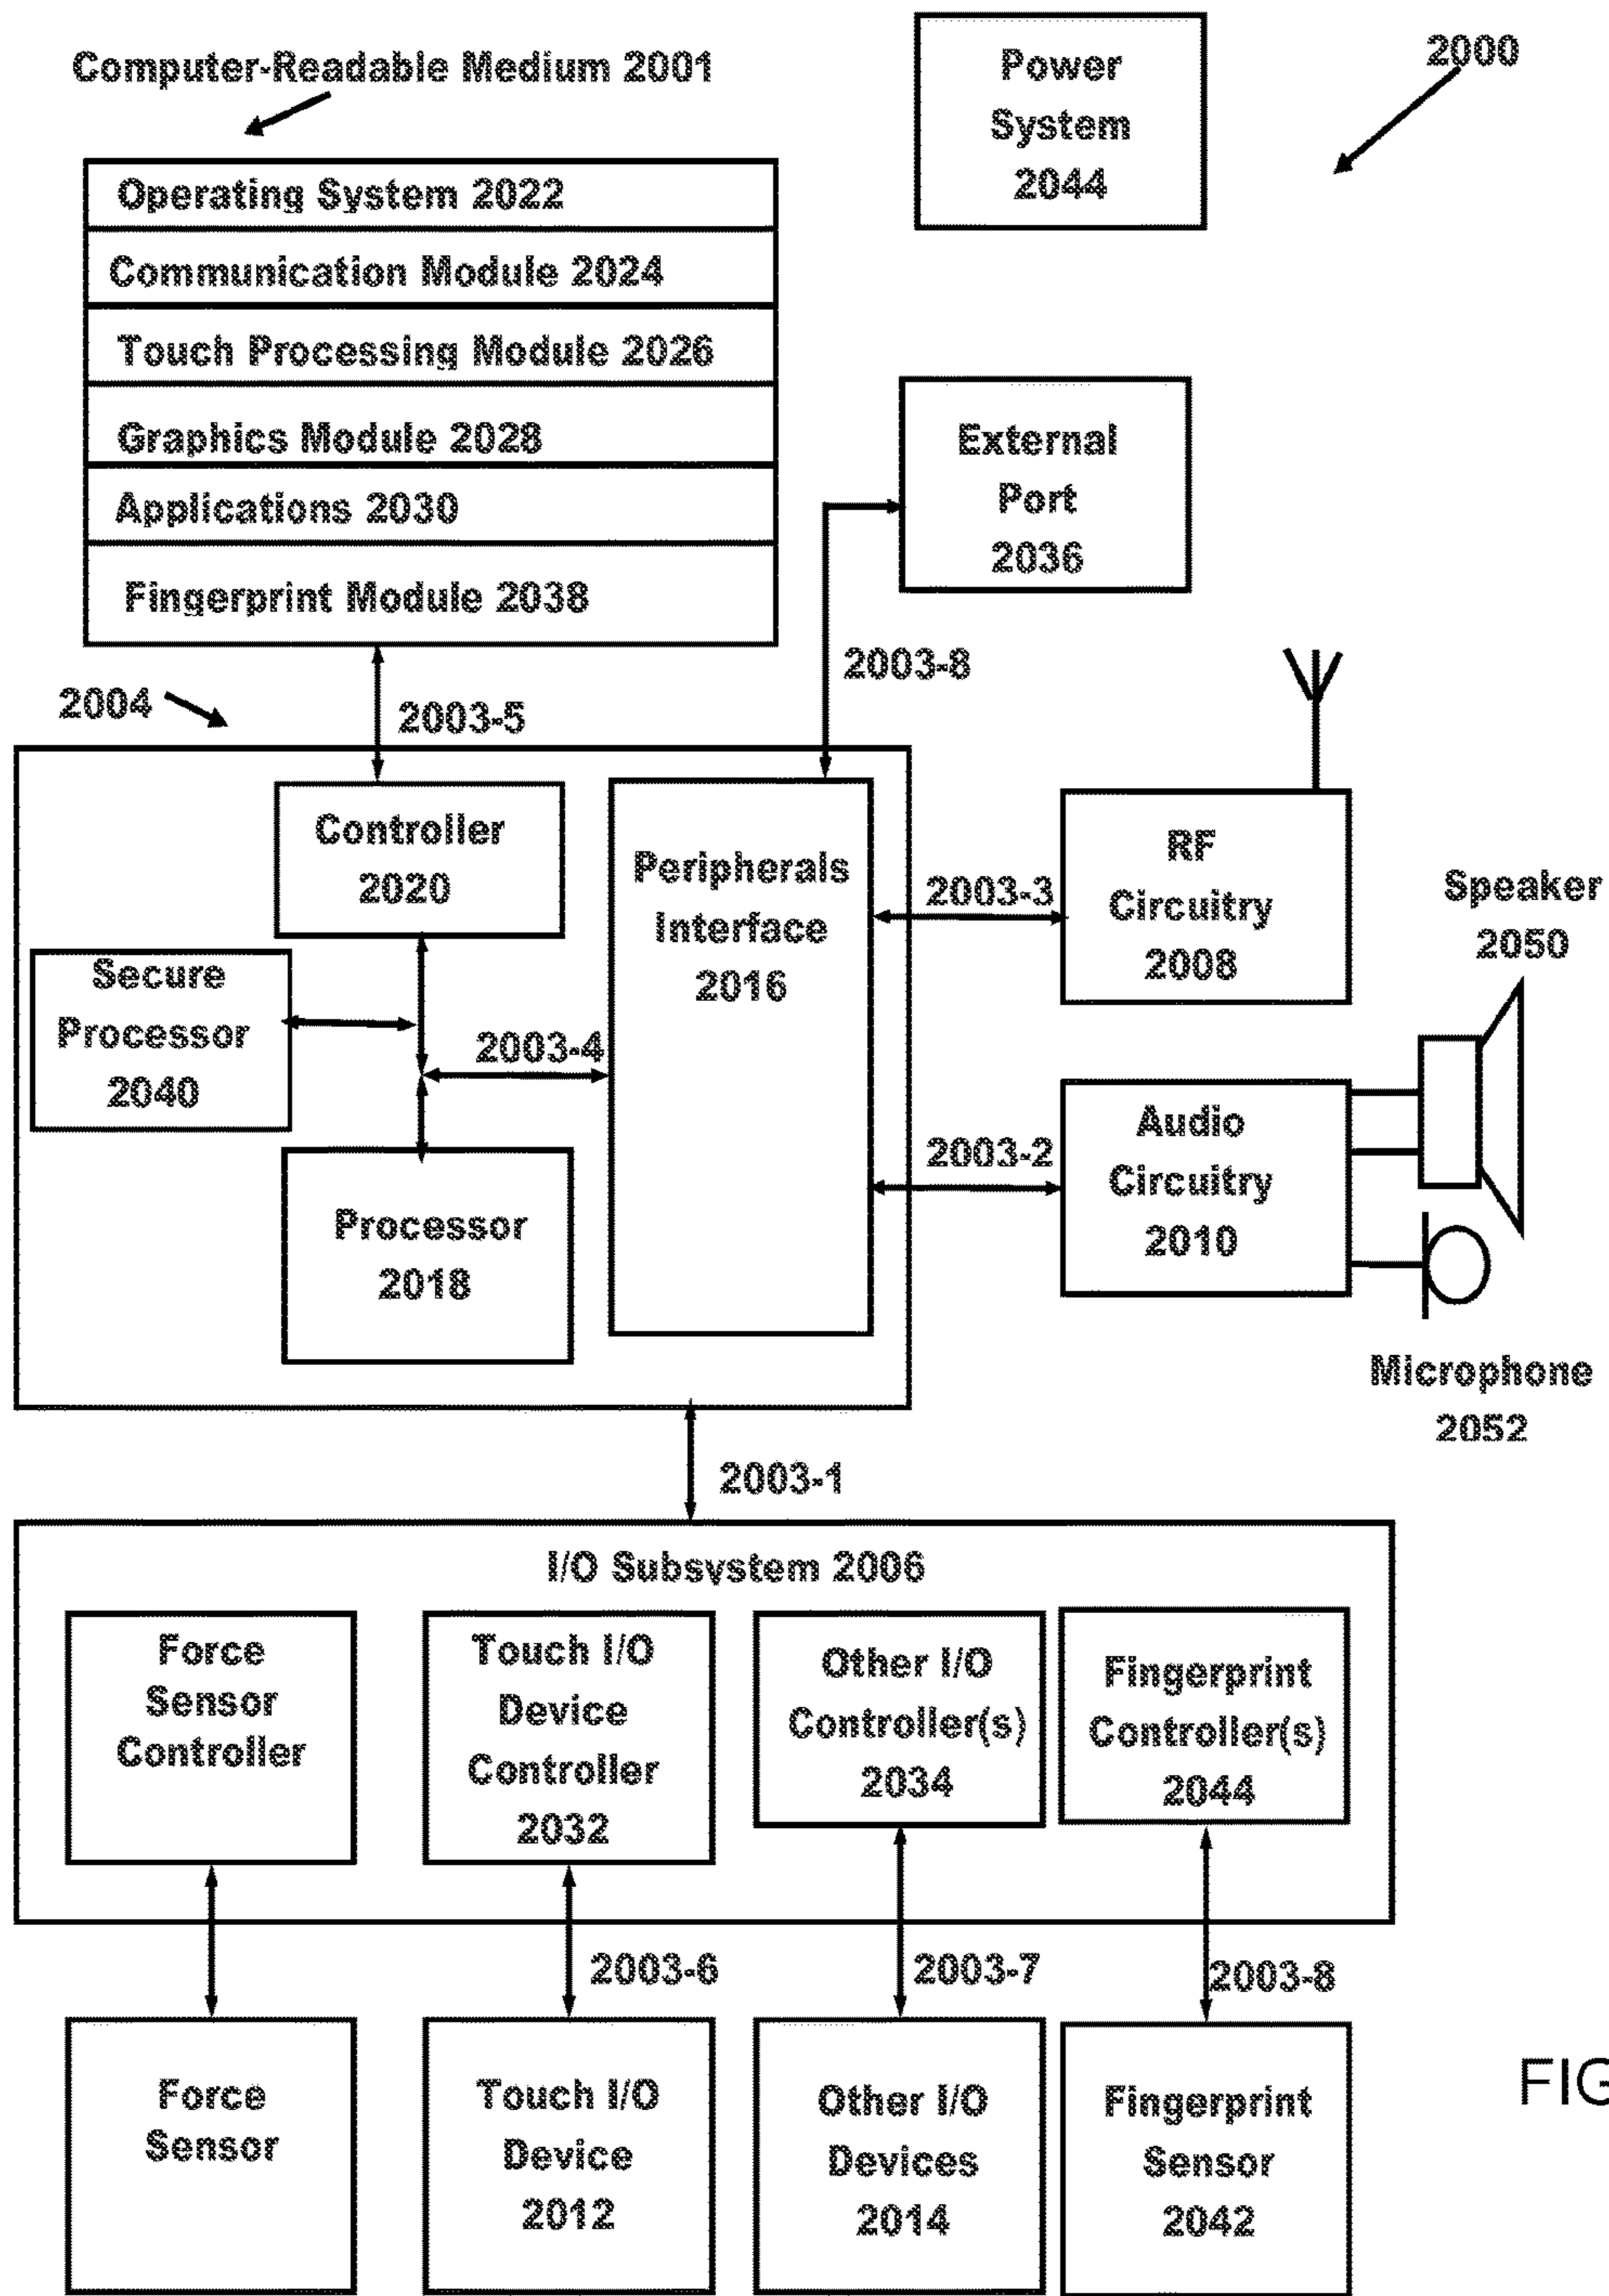 Computer-Readable Medium 2001
Power
System
2044
2000
Operating System 2022
Communication Module 2024
Touch Processing Module 2026
Graphics Module 2028
Applications 2030
Fingerprint Module 2038
External
Port
2036
2003-8
2004
2003-5
Controller
2020
Peripherals
Interface
2016
Secure
Processor
2040
2003-4
Processor
2018
2003-3
RF
Circuitry
2008
Speaker
2050
2003-2
Audio
Circuitry
2010
Microphone
2052
2003-1
I/O Subsystem 2006
Force
Sensor
Controller
Touch I/O
Device
Controller
2032
Other I/O
Controller(s)
2034
Fingerprint
Controller(s)
2044
2003-6
2003-7
2003-8
Force
Sensor
Touch I/O
Device
2012
Other I/O
Devices
2014
Fingerprint
Sensor
2042
FIG